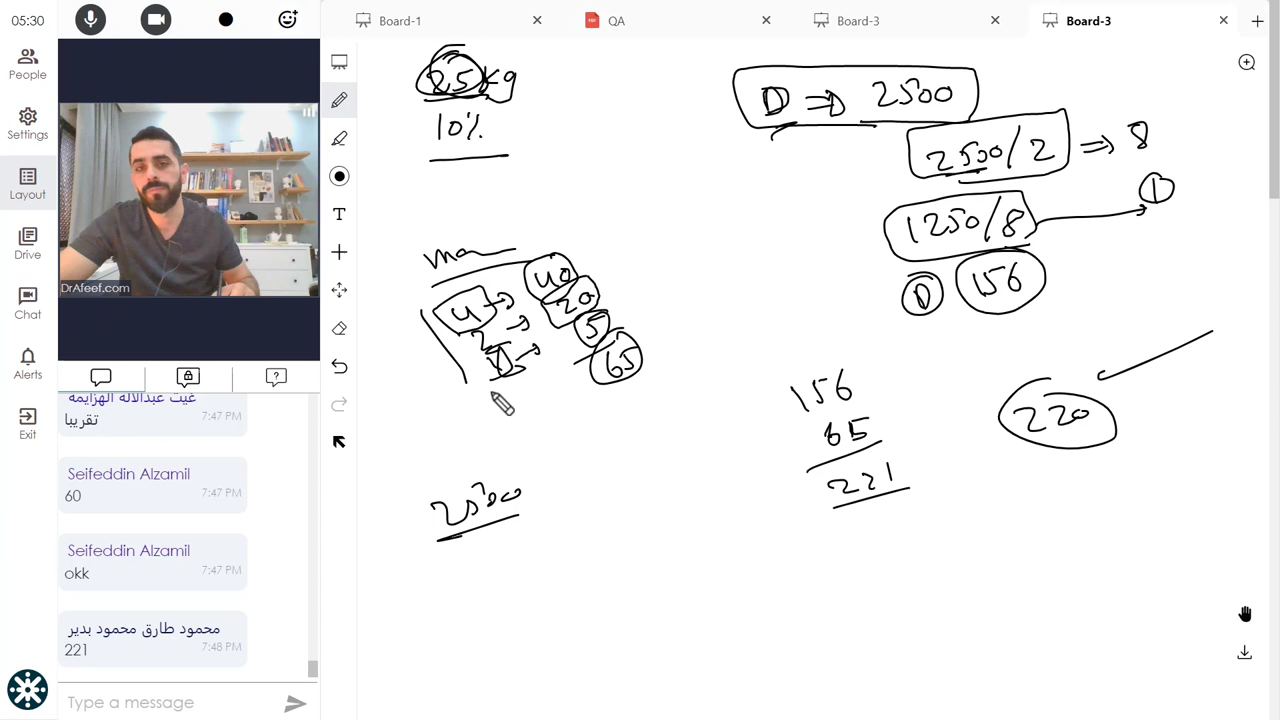 05:30
Board-1
QA
Board-3
Board-3
People
Settings
Layout
Drive
Chat
Alerts
Exit
DrAfeef.com
غيث عبدالاله الهزايمه
تقريبا
7:47 PM
Seifeddin Alzamil
60
7:47 PM
Seifeddin Alzamil
okk
7:47 PM
محمود طارق محمود بدير
221
7:48 PM
Type a message
T
25 Kg
10%
D ⇒ D 2500
2500/2 ⇒ 8
1250/8 → D
D 156
4 → 40
2 → 20
→ 5
65
2500
156
65
221
220